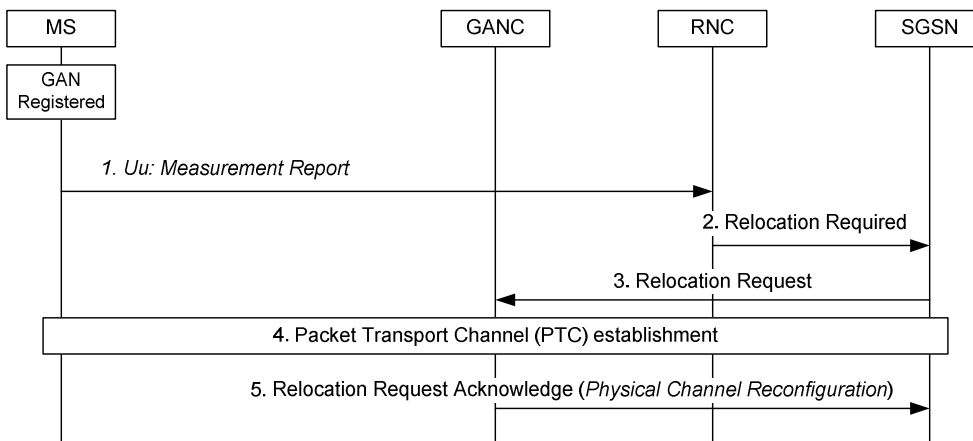 MS
GANC
RNC
SGSN
GAN
Registered
1. Uu: Measurement Report
2. Relocation Required
3. Relocation Request
4. Packet Transport Channel (PTC) establishment
5. Relocation Request Acknowledge (Physical Channel Reconfiguration)